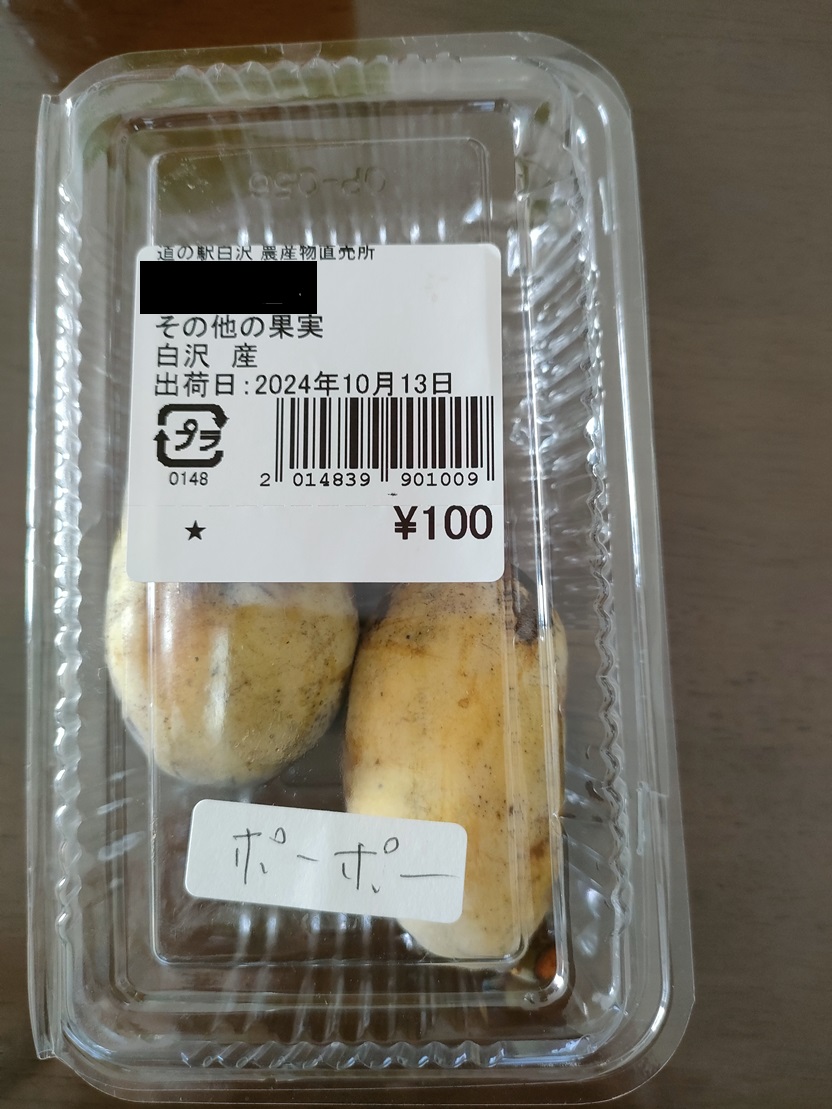 道の駅白沢 農産物直売所
その他の果実
白沢 産
出荷日:2024年10月13日
プラ
0148
2 014839 901009
★ ¥100
ポーポー